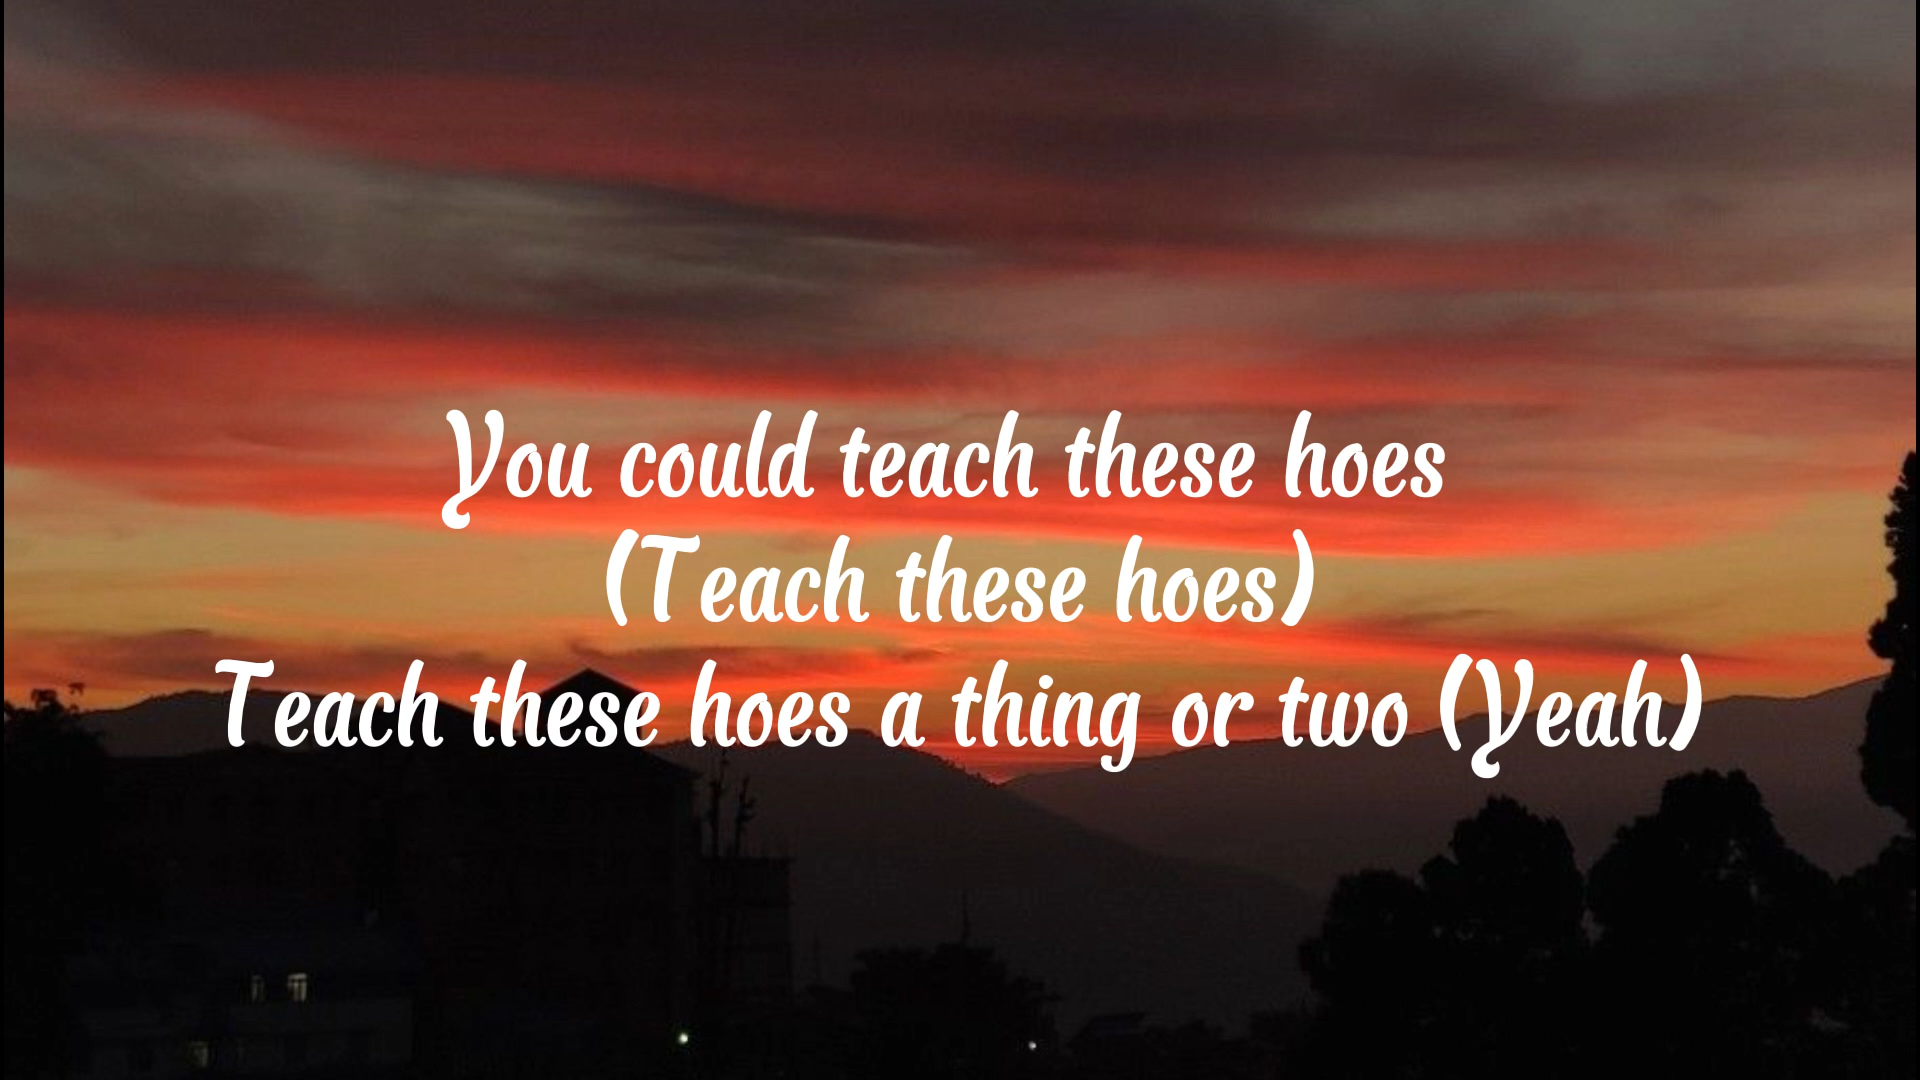 You could teach these hoes
(Teach these hoes)
Teach these hoes a thing or two (Yeah)